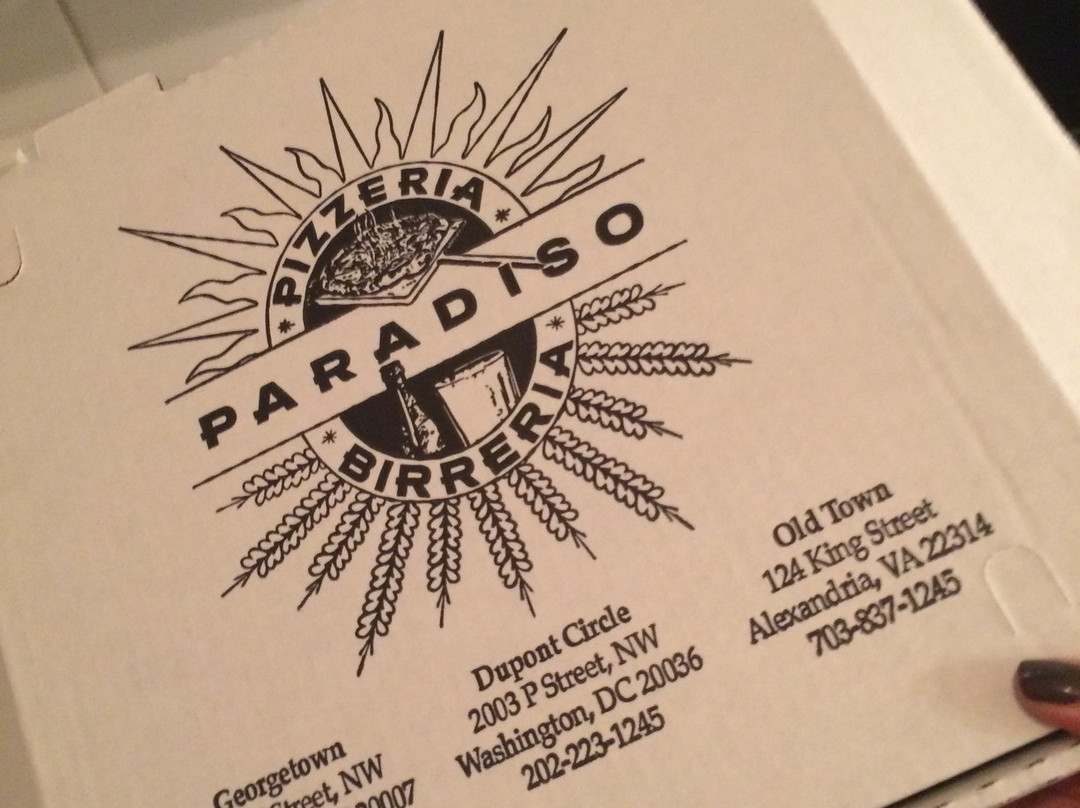 PIZZERIA
PARADISO
BIRRERIA
Old Town
124 King Street
Alexandria, VA 22314
703-837-1245
Dupont Circle
2003 P Street, NW
Washington, DC 20036
202-223-1245
Georgetown
Street, NW
20007